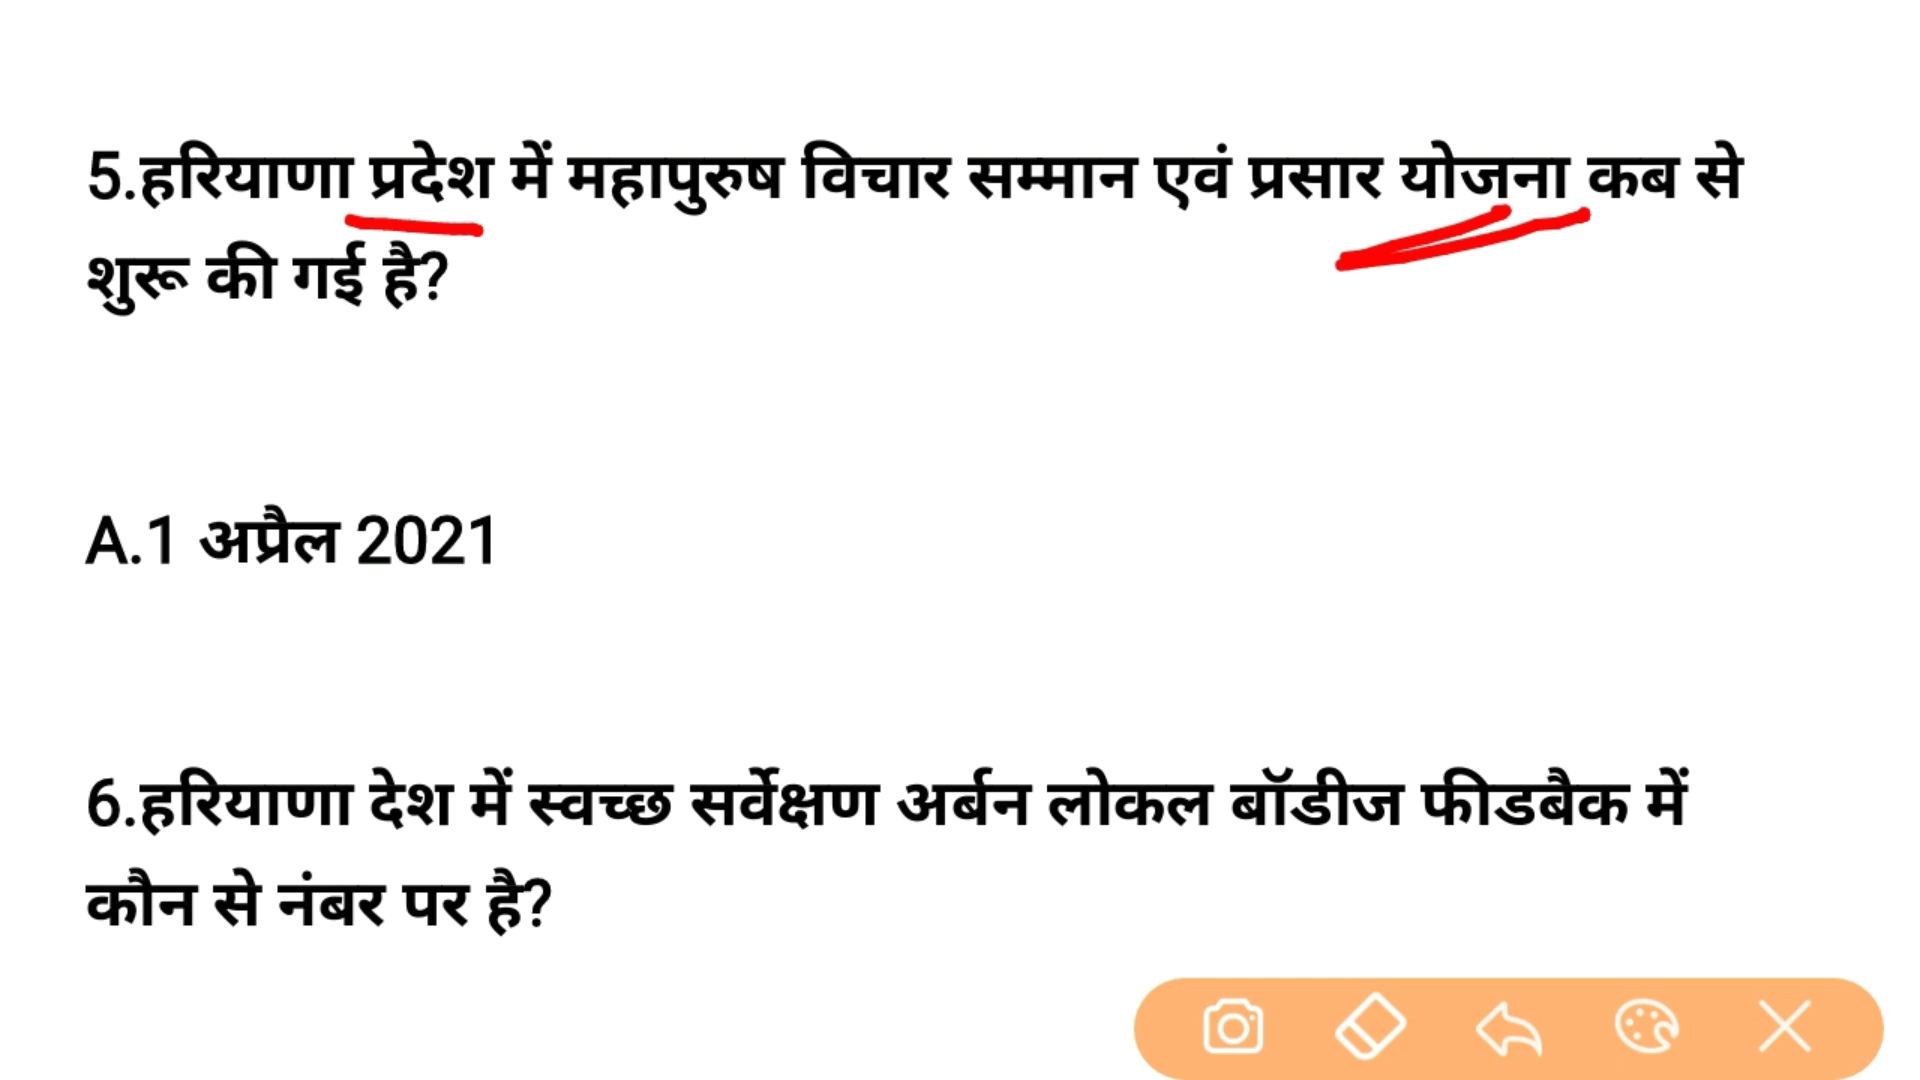 5.हरियाणा प्रदेश में महापुरुष विचार सम्मान एवं प्रसार योजना कब से
शुरू की गई है?
A.1 अप्रैल 2021
6.हरियाणा देश में स्वच्छ सर्वेक्षण अर्बन लोकल बॉडीज फीडबैक में
कौन से नंबर पर है?